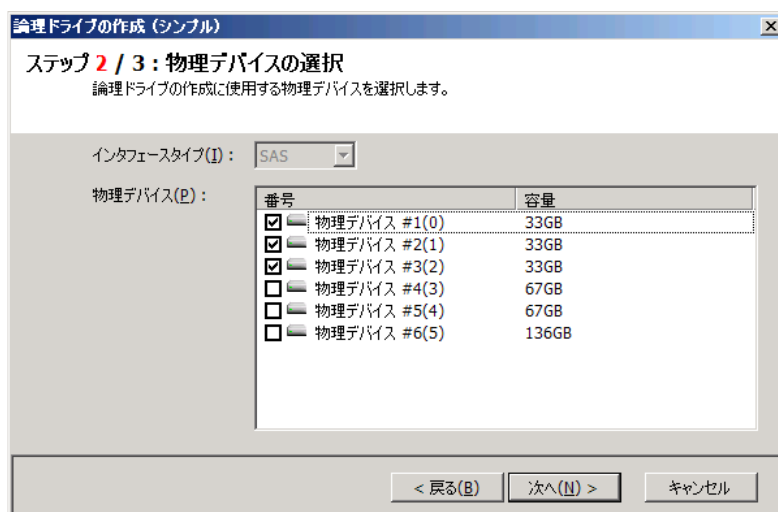 論理ドライブの作成（シンプル）
ステップ 2 / 3：物理デバイスの選択
論理ドライブの作成に使用する物理デバイスを選択します。
インタフェースタイプ(I)： SAS
物理デバイス(P)：
番号 容量
物理デバイス #1(0) 33GB
物理デバイス #2(1) 33GB
物理デバイス #3(2) 33GB
物理デバイス #4(3) 67GB
物理デバイス #5(4) 67GB
物理デバイス #6(5) 136GB
< 戻る(B) 次へ(N) > キャンセル